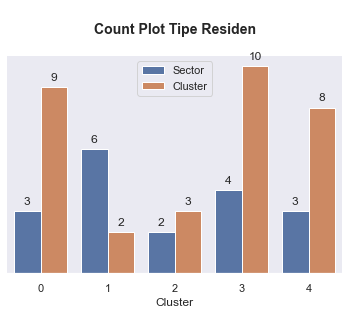 Count Plot Tipe Residen
Sector
Cluster
3 9 6 2 2 3 4 10 3 8
0 1 2 3 4
Cluster